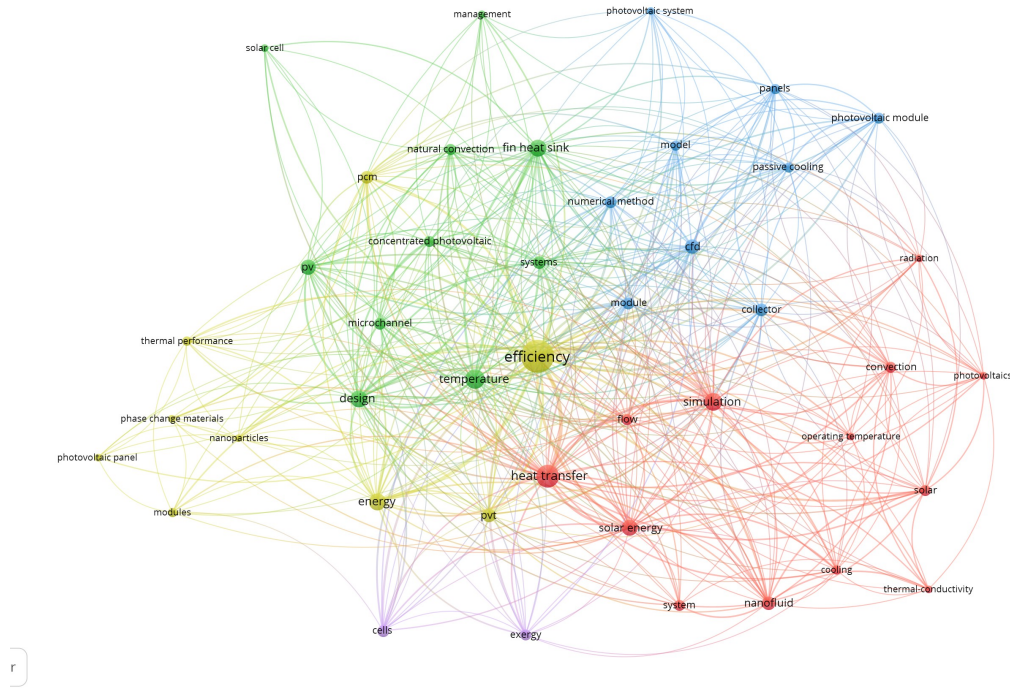 photovoltaic system
management
solar cell
panels
photovoltaic module
model
natural convection
fin heat sink
passive cooling
pcm
numerical method
concentrated photovoltaic
cfd
radiation
systems
pv
module
collector
microchannel
thermal performance
efficiency
convection
photovoltaics
temperature
design
simulation
phase change materials
flow
nanoparticles
operating temperature
photovoltaic panel
heat transfer
solar
energy
modules
pvt
solar energy
cooling
thermal-conductivity
nanofluid
system
cells
exergy
r